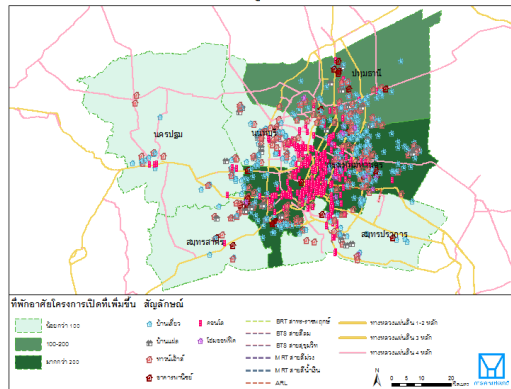 ปทุมธานี
นนทบุรี
นครปฐม
กรุงเทพมหานคร
สมุทรปราการ
สมุทรสาคร
ที่พักอาศัยโครงการเปิดที่เพิ่มขึ้น สัญลักษณ์
น้อยกว่า 100
100-200
มากกว่า 200
บ้านเดี่ยว
บ้านแฝด
ทาวน์เฮ้าส์
อาคารพาณิชย์
คอนโด
โฮมออฟฟิศ
BRT สาทร-ราชพฤกษ์
BTS สายสีลม
BTS สายสุขุมวิท
MRT สายสีม่วง
MRT สายสีน้ำเงิน
ARL
ทางหลวงแผ่นดิน 1-2 หลัก
ทางหลวงแผ่นดิน 3 หลัก
ทางหลวงแผ่นดิน 4 หลัก
N
0 5 10 20